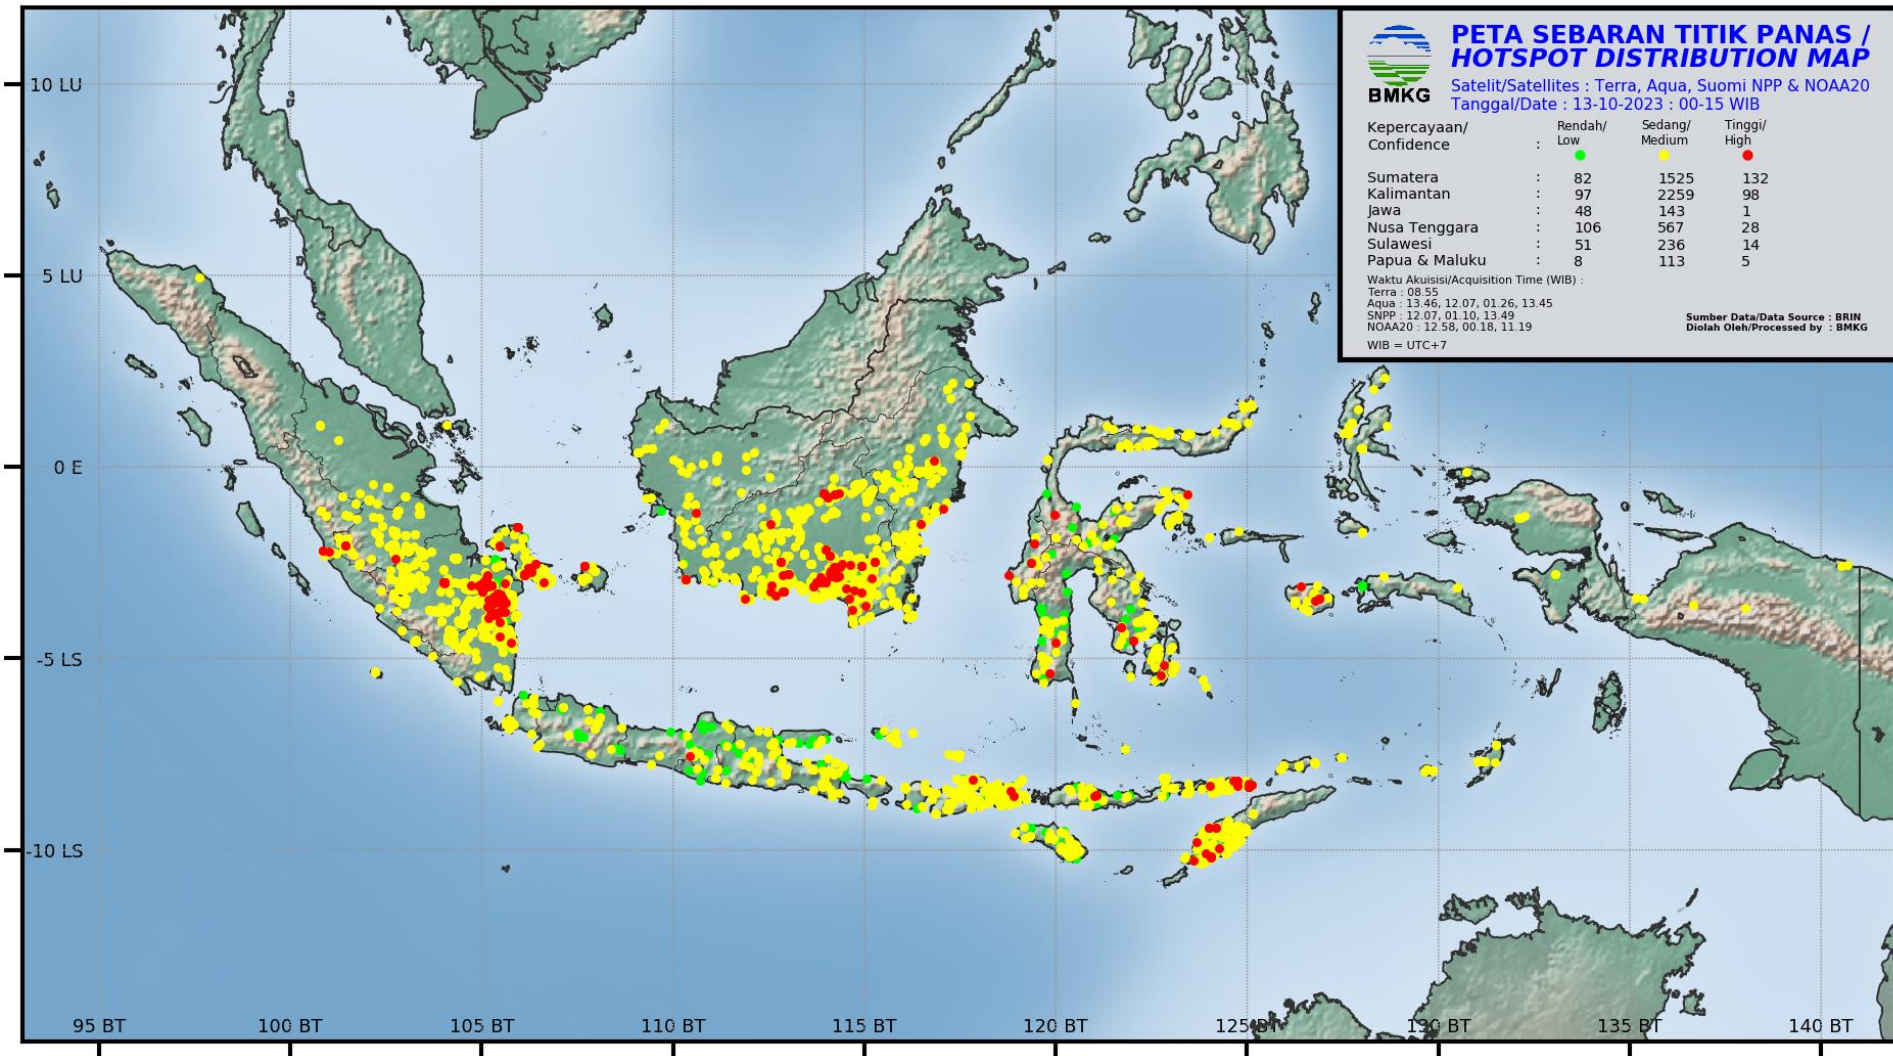 PETA SEBARAN TITIK PANAS /
HOTSPOT DISTRIBUTION MAP
BMKG
Satelit/Satellites : Terra, Aqua, Suomi NPP & NOAA20
Tanggal/Date : 13-10-2023 : 00-15 WIB
Kepercayaan/ Rendah/ Sedang/ Tinggi/
Confidence : Low Medium High
Sumatera : 82 1525 132
Kalimantan : 97 2259 98
Jawa : 48 143 1
Nusa Tenggara : 106 567 28
Sulawesi : 51 236 14
Papua & Maluku : 8 113 5
Waktu Akuisisi/Acquisition Time (WIB) :
Terra : 08.55
Aqua : 13.46, 12.07, 01.26, 13.45
SNPP : 12.07, 01.10, 13.49
NOAA20 : 12.58, 00.18, 11.19
WIB = UTC+7
Sumber Data/Data Source : BRIN
Diolah Oleh/Processed by : BMKG
10 LU
5 LU
0 E
-5 LS
-10 LS
95 BT 100 BT 105 BT 110 BT 115 BT 120 BT 125 BT 130 BT 135 BT 140 BT